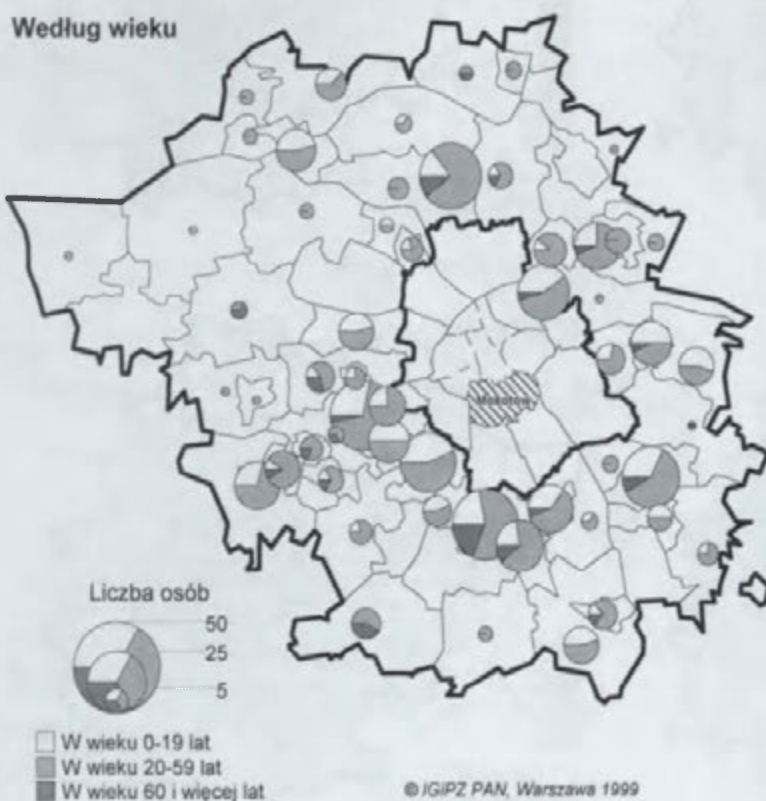 Według wieku
Mokotów
Liczba osób
50
25
5
W wieku 0-19 lat
W wieku 20-59 lat
W wieku 60 i więcej lat
© IGiPZ PAN, Warszawa 1999